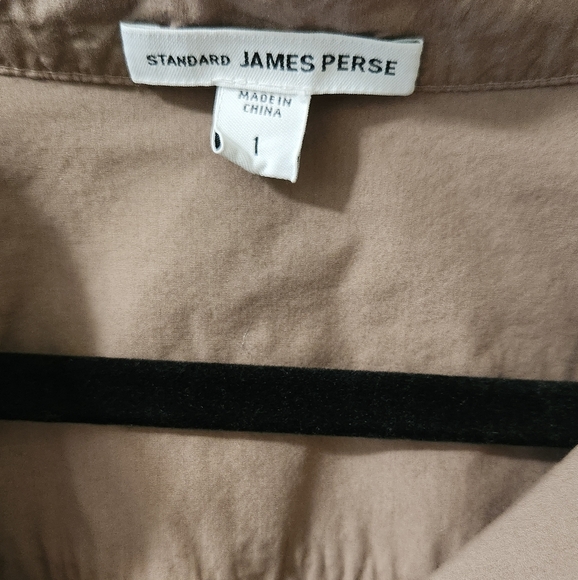 STANDARD JAMES PERSE
MADE IN
CHINA
1